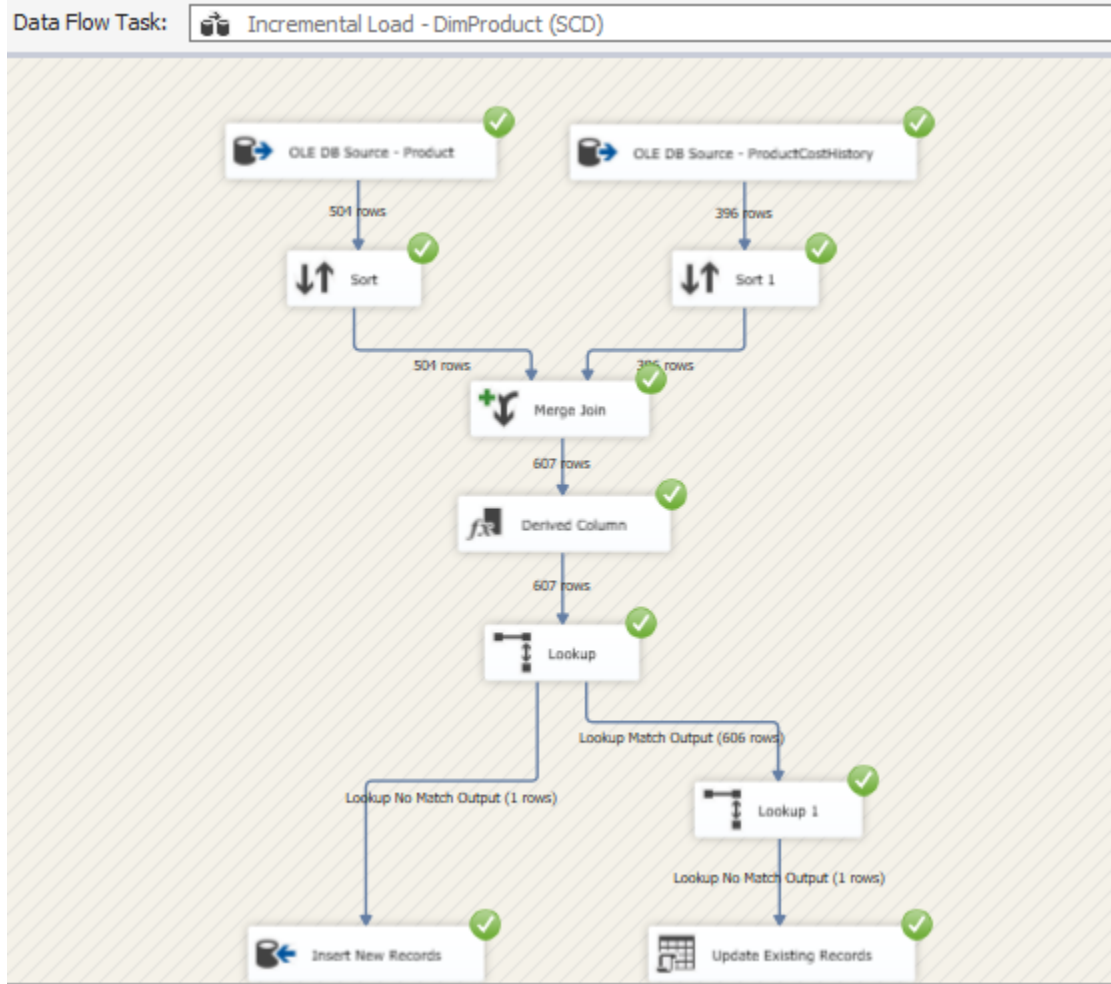 Data Flow Task: Incremental Load - DimProduct (SCD)
OLE DB Source - Product
OLE DB Source - ProductCostHistory
504 rows
396 rows
Sort
Sort 1
504 rows
396 rows
Merge Join
607 rows
Derived Column
607 rows
Lookup
Lookup Match Output (606 rows)
Lookup No Match Output (1 rows)
Lookup 1
Lookup No Match Output (1 rows)
Insert New Records
Update Existing Records